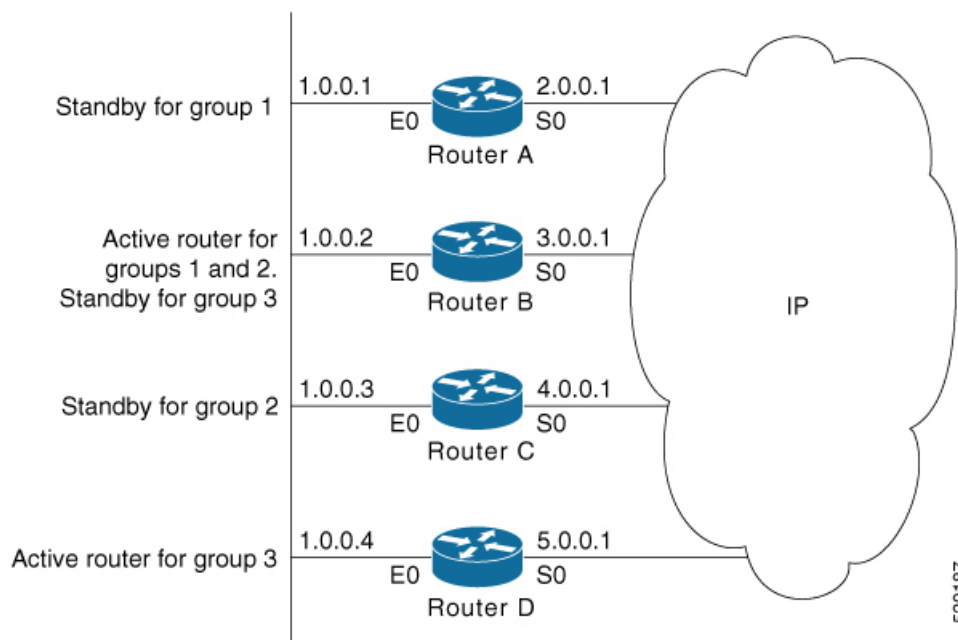 Standby for group 1
1.0.0.1
2.0.0.1
E0
S0
Router A
Active router for
groups 1 and 2.
Standby for group 3
1.0.0.2
3.0.0.1
E0
S0
Router B
IP
Standby for group 2
1.0.0.3
4.0.0.1
E0
S0
Router C
Active router for group 3
1.0.0.4
5.0.0.1
E0
S0
Router D